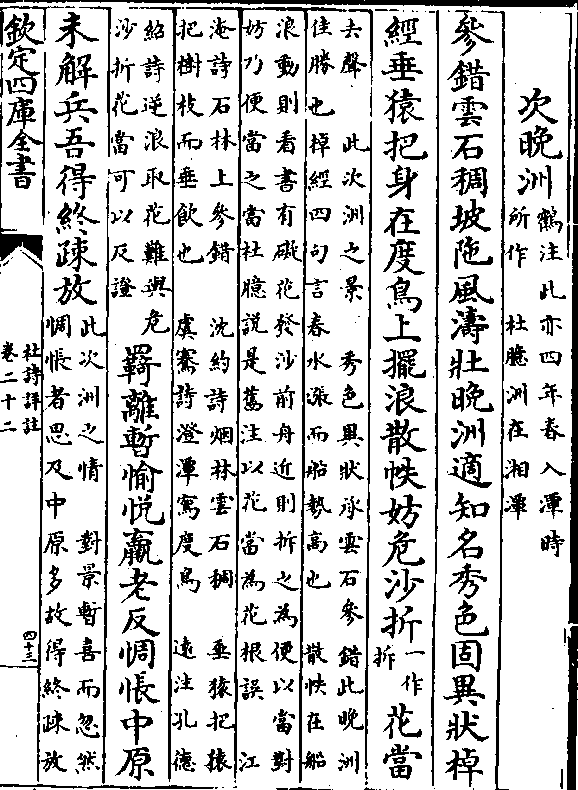 次晚洲
鶴注此亦四年春入潭時
所作　杜臆洲在湘潭
參錯雲石稠坡陁風濤壯晚洲適知名秀色固異狀棹
經垂猿把身在度鳥上擺浪散帙妨危沙折
一作
拆
花當
去聲　此次洲之景　秀色異狀承雲石參錯此晚洲
佳勝也棹經四句言春水漲而船勢高也　散帙在船
浪動則看書有礙花發沙前舟近則折之為便以當對
妨乃便當之當杜臆說是舊注以花當為花根誤　江
淹詩石林上參錯　沈約詩烟林雲石稠　垂猿把猿
把樹枝而垂飲也　虞騫詩澄潭寫度鳥　遠注孔德
紹詩逆浪取花難與危
沙折花當可以反證
羇離暫愉悅羸老反惆悵中原
未解兵吾得終疎放
此次洲之情　對景暫喜而忽然
惆悵者思及中原多故得終疎放
欽定四庫全書
杜詩詳註
卷二十二
四十三